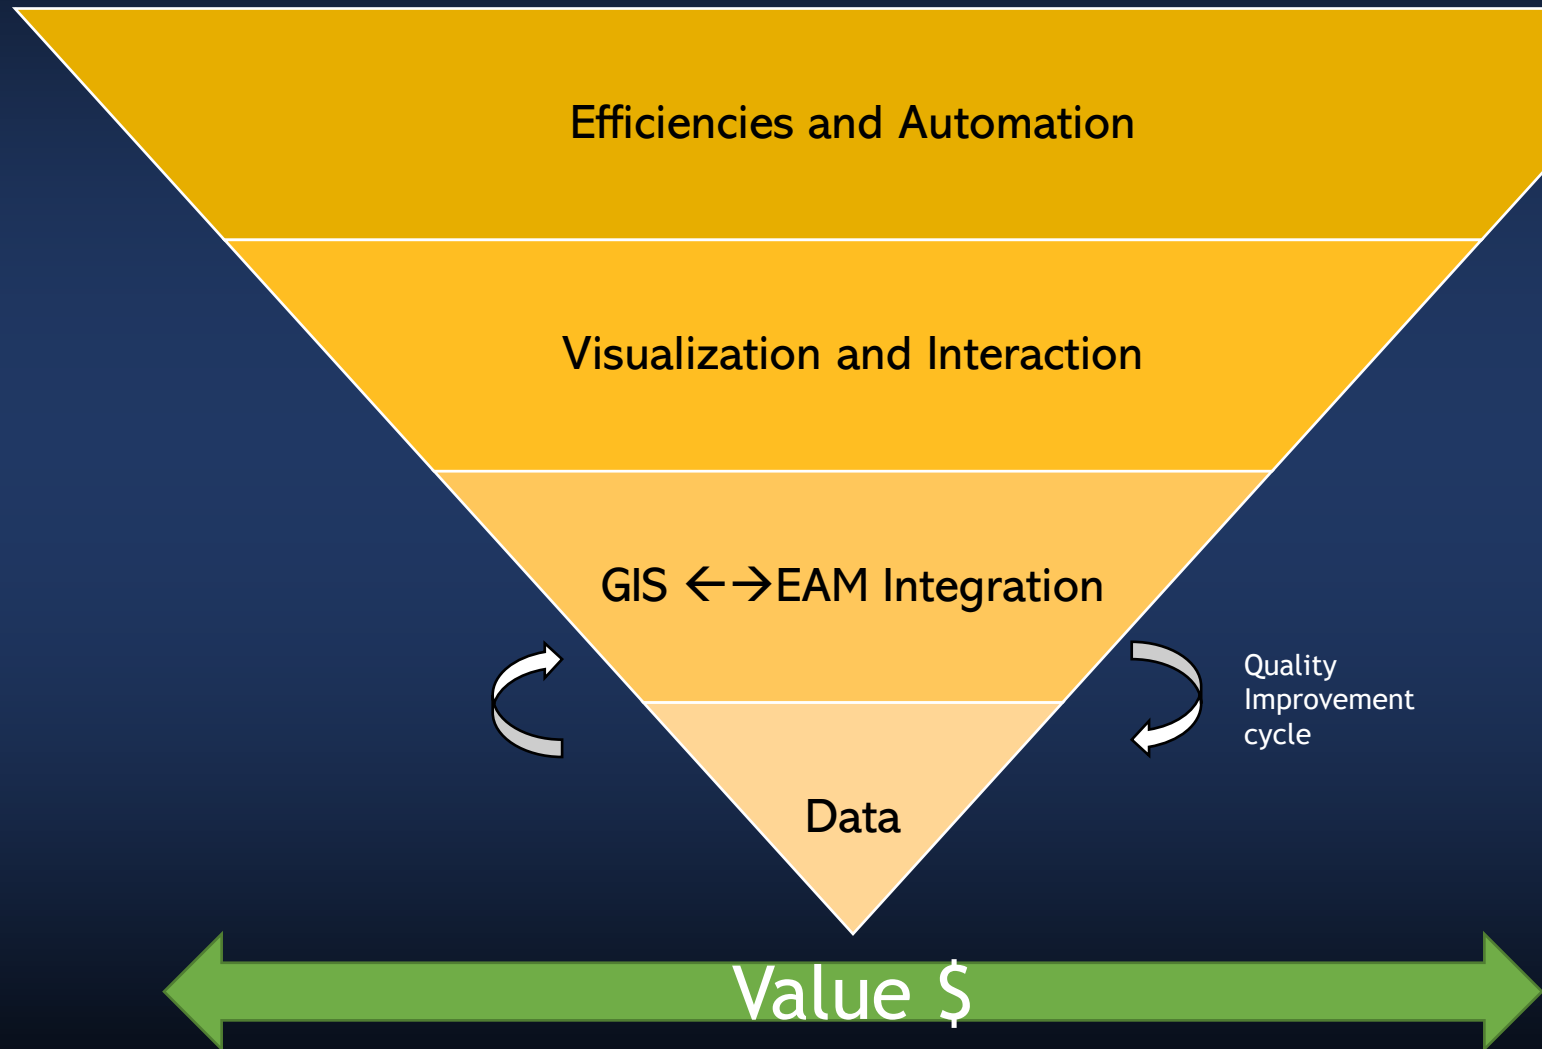 Efficiencies and Automation
Visualization and Interaction
GIS ←→EAM Integration
Quality
Improvement
cycle
Data
Value $